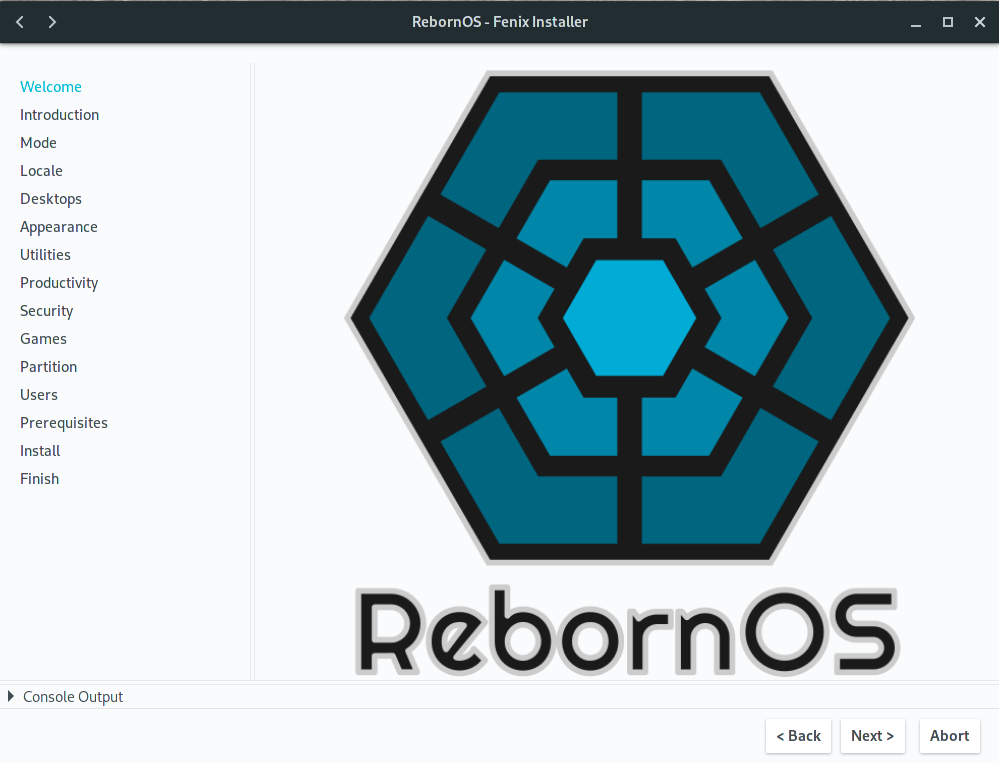 RebornOS - Fenix Installer
Welcome
Introduction
Mode
Locale
Desktops
Appearance
Utilities
Productivity
Security
Games
Partition
Users
Prerequisites
Install
Finish
RebornOS
Console Output
< Back
Next >
Abort